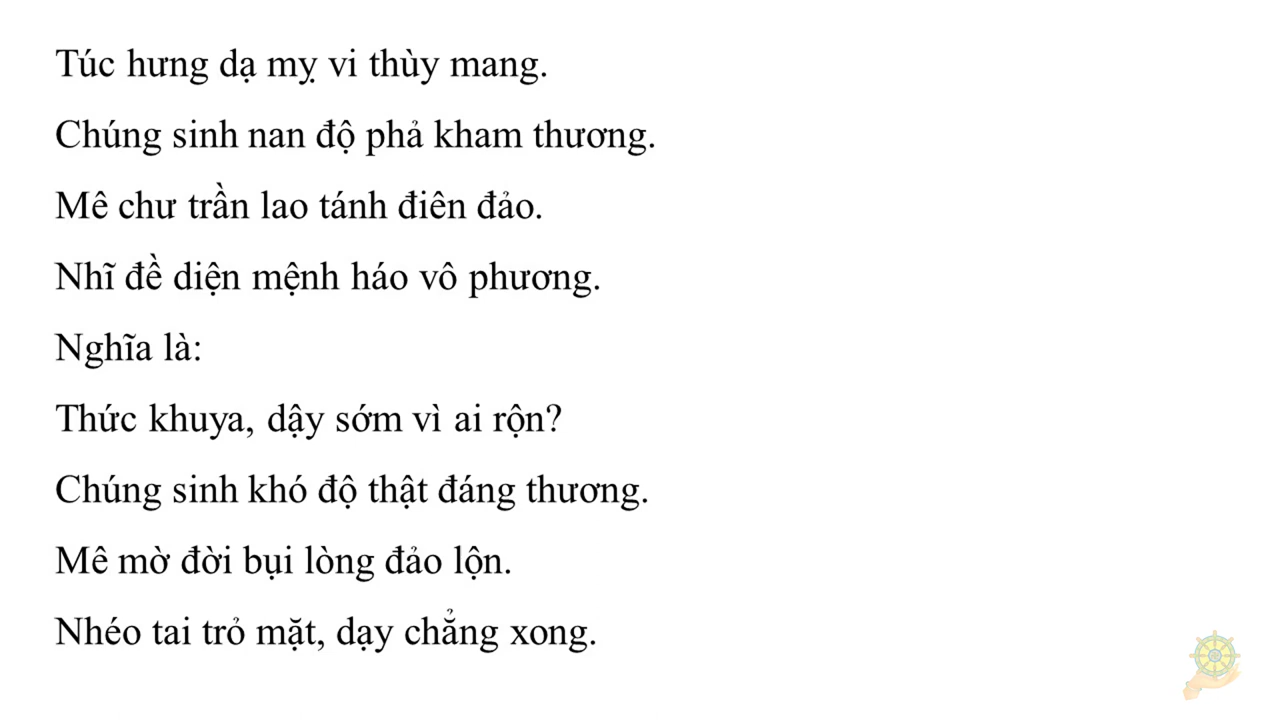 Túc hưng dạ mỵ vi thùy mang.
Chúng sinh nan độ phả kham thương.
Mê chư trần lao tánh điên đảo.
Nhĩ đề diện mệnh háo vô phương.
Nghĩa là:
Thức khuya, dậy sớm vì ai rộn?
Chúng sinh khó độ thật đáng thương.
Mê mờ đời bụi lòng đảo lộn.
Nhéo tai trỏ mặt, dạy chẳng xong.